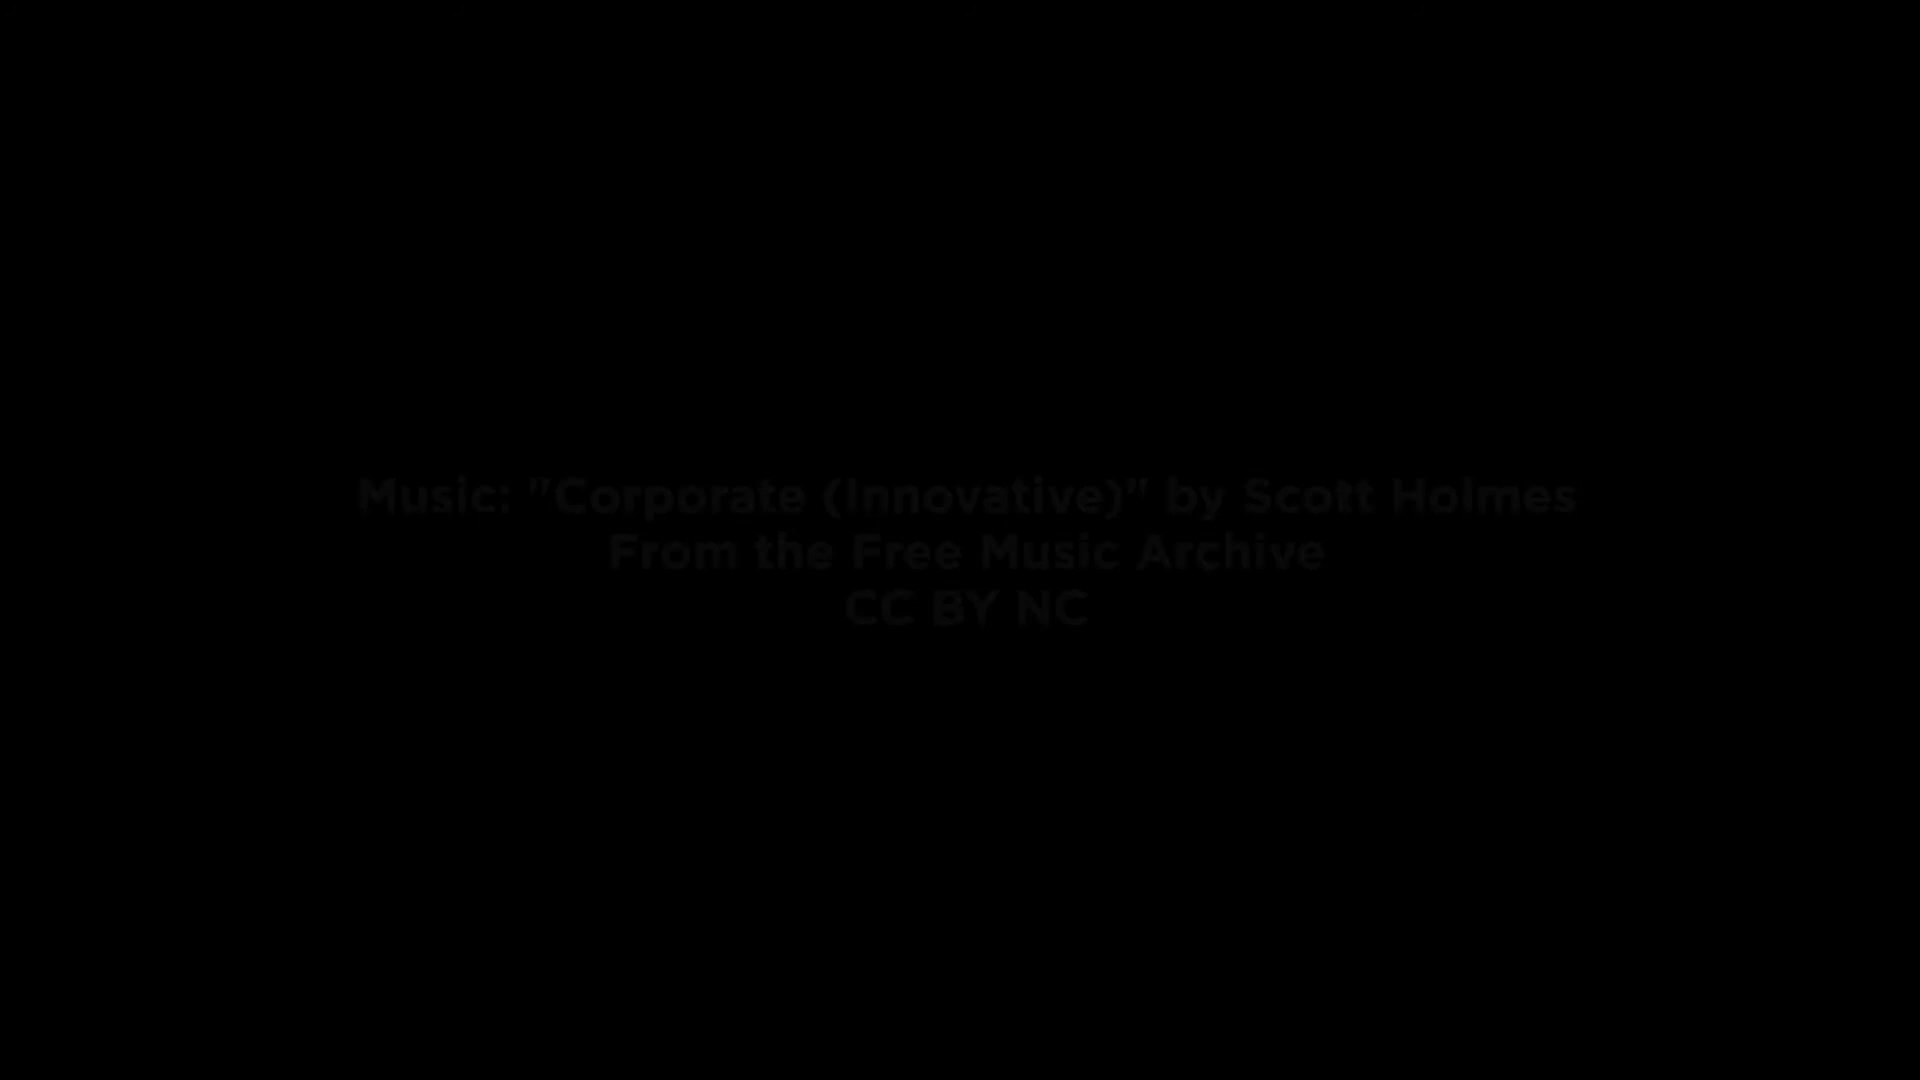 Music: "Corporate (Innovative)" by Scott Holmes
From the Free Music Archive
CC BY NC